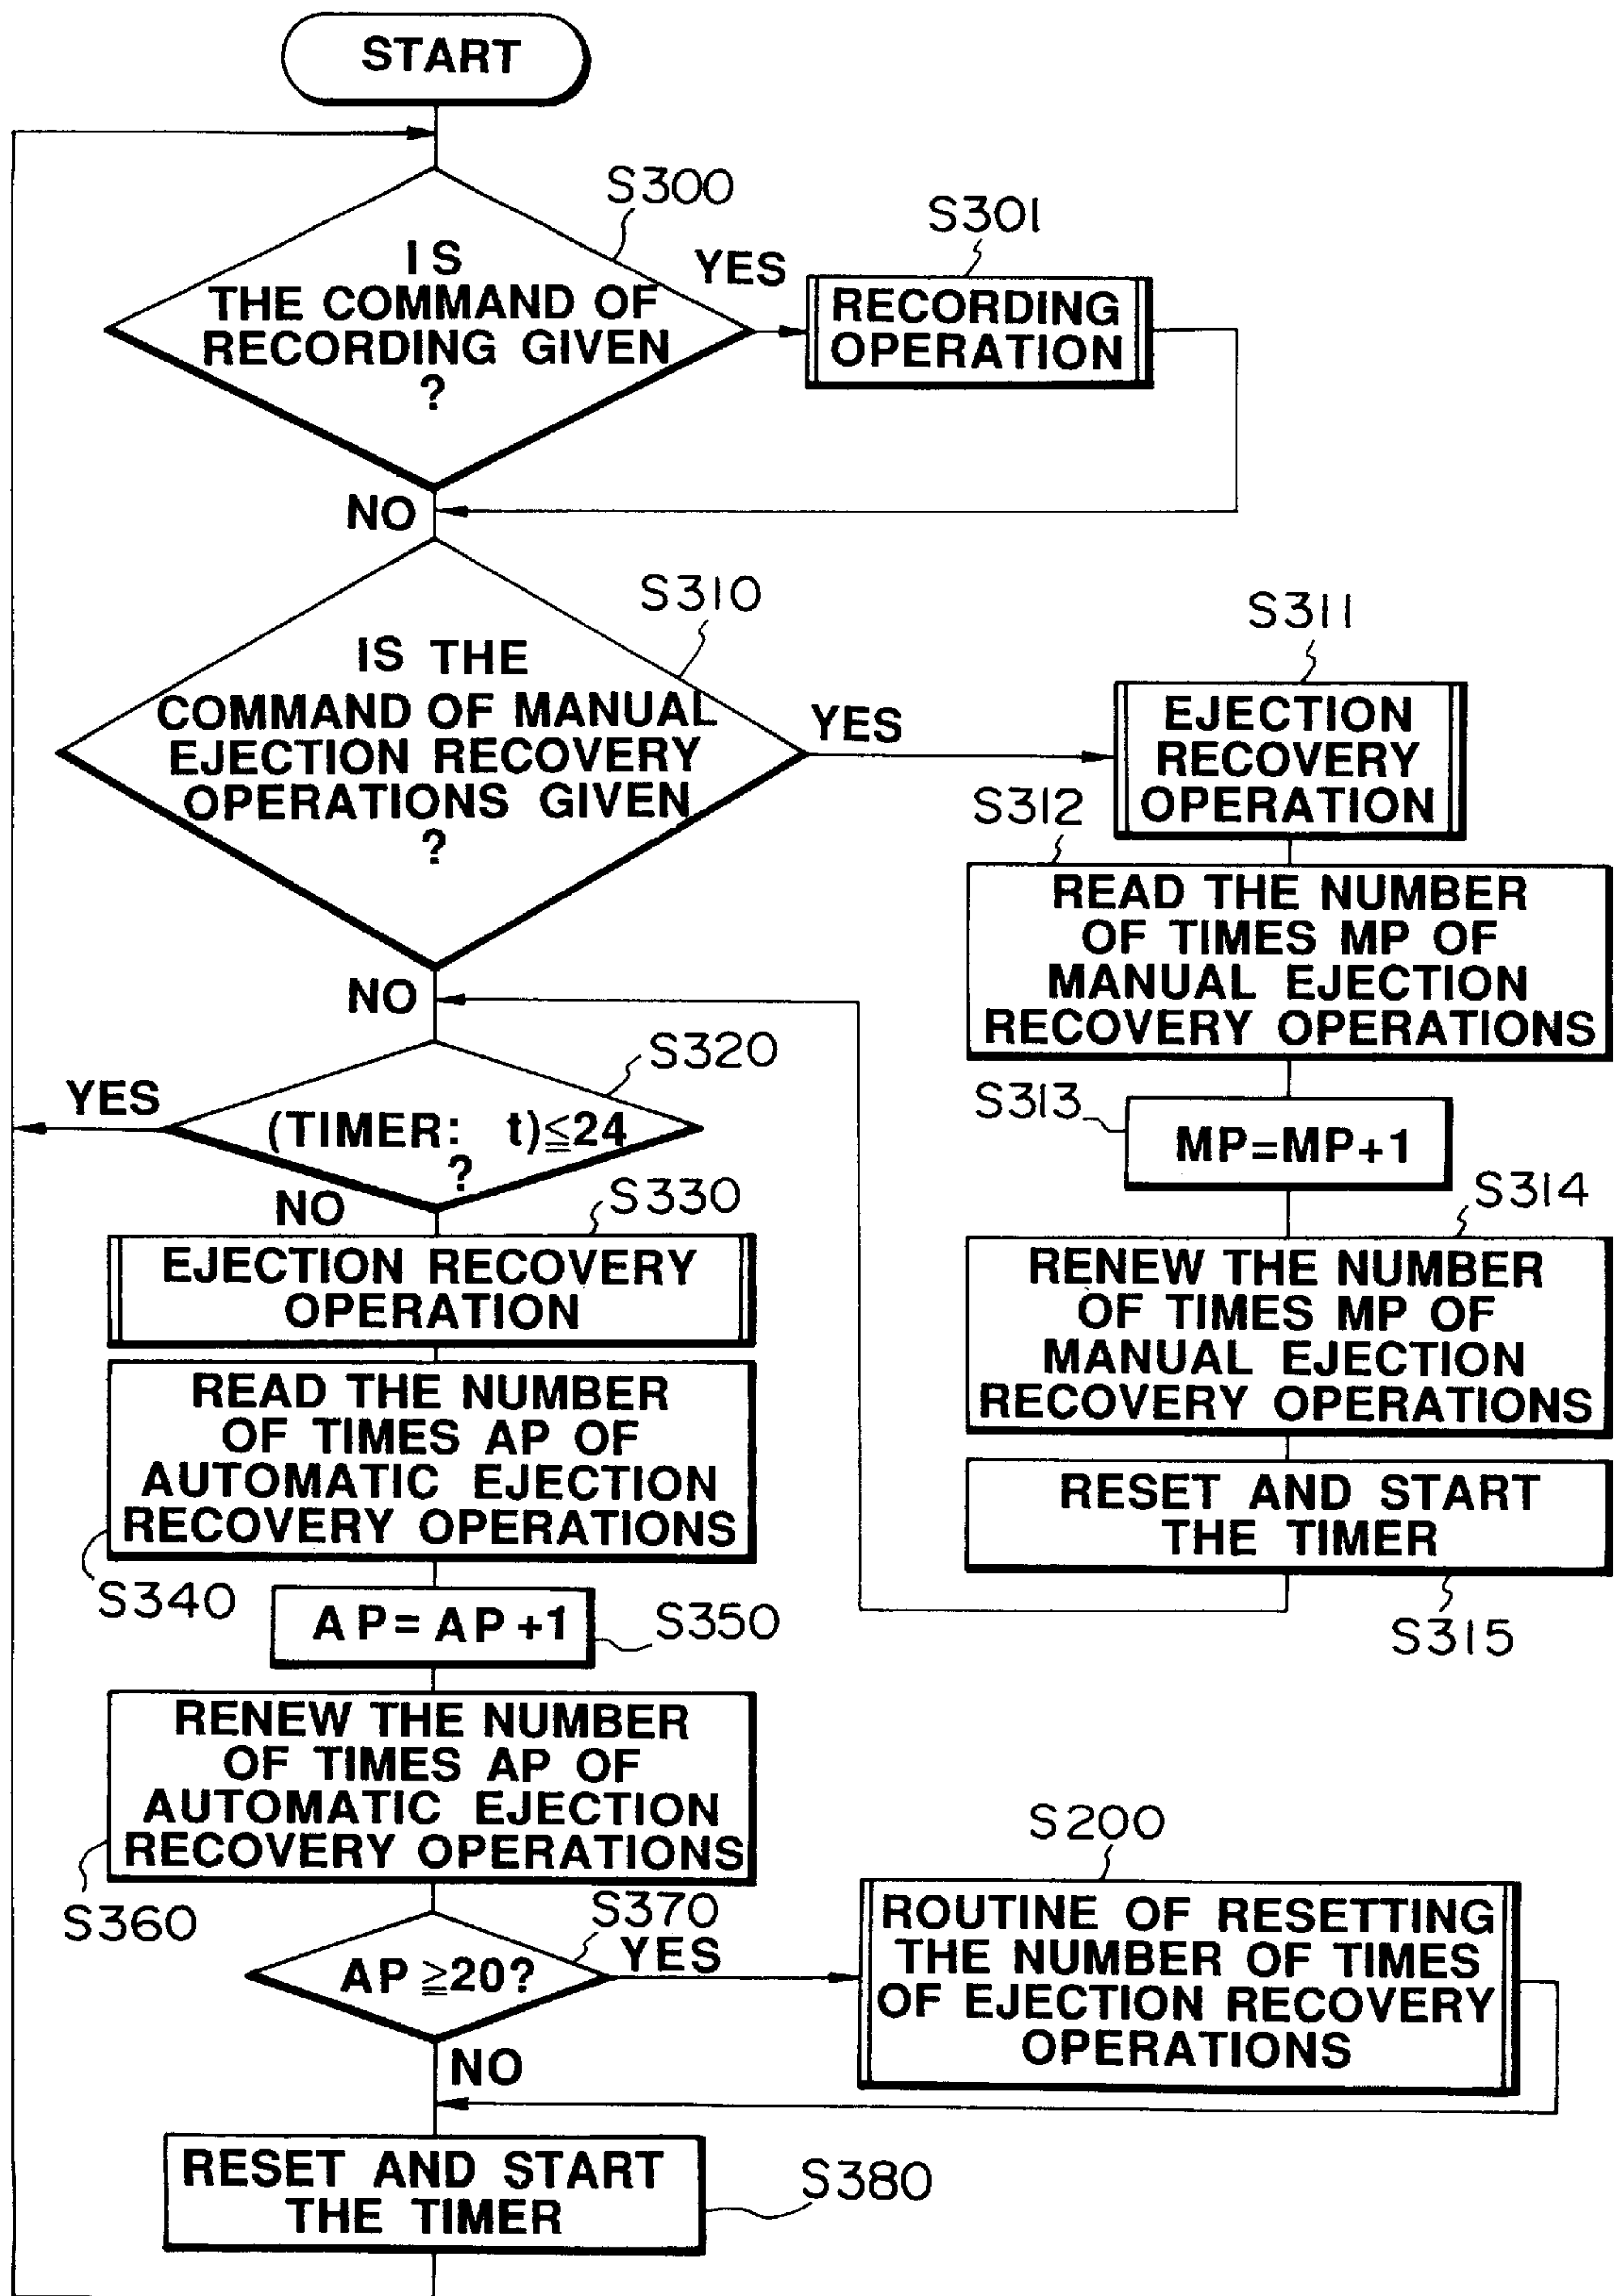 START
S300
IS
THE COMMAND OF
RECORDING GIVEN
?
YES
S301
RECORDING
OPERATION
NO
S310
IS THE
COMMAND OF MANUAL
EJECTION RECOVERY
OPERATIONS GIVEN
?
YES
S311
EJECTION
RECOVERY
OPERATION
S312
READ THE NUMBER
OF TIMES MP OF
MANUAL EJECTION
RECOVERY OPERATIONS
S313
MP=MP+1
S314
RENEW THE NUMBER
OF TIMES MP OF
MANUAL EJECTION
RECOVERY OPERATIONS
RESET AND START
THE TIMER
S315
NO
S320
YES
(TIMER: t)≦24
?
NO
S330
EJECTION RECOVERY
OPERATION
READ THE NUMBER
OF TIMES AP OF
AUTOMATIC EJECTION
RECOVERY OPERATIONS
S340
AP=AP+1
S350
RENEW THE NUMBER
OF TIMES AP OF
AUTOMATIC EJECTION
RECOVERY OPERATIONS
S360
S370
AP≧20?
YES
S200
ROUTINE OF RESETTING
THE NUMBER OF TIMES
OF EJECTION RECOVERY
OPERATIONS
NO
RESET AND START
THE TIMER
S380